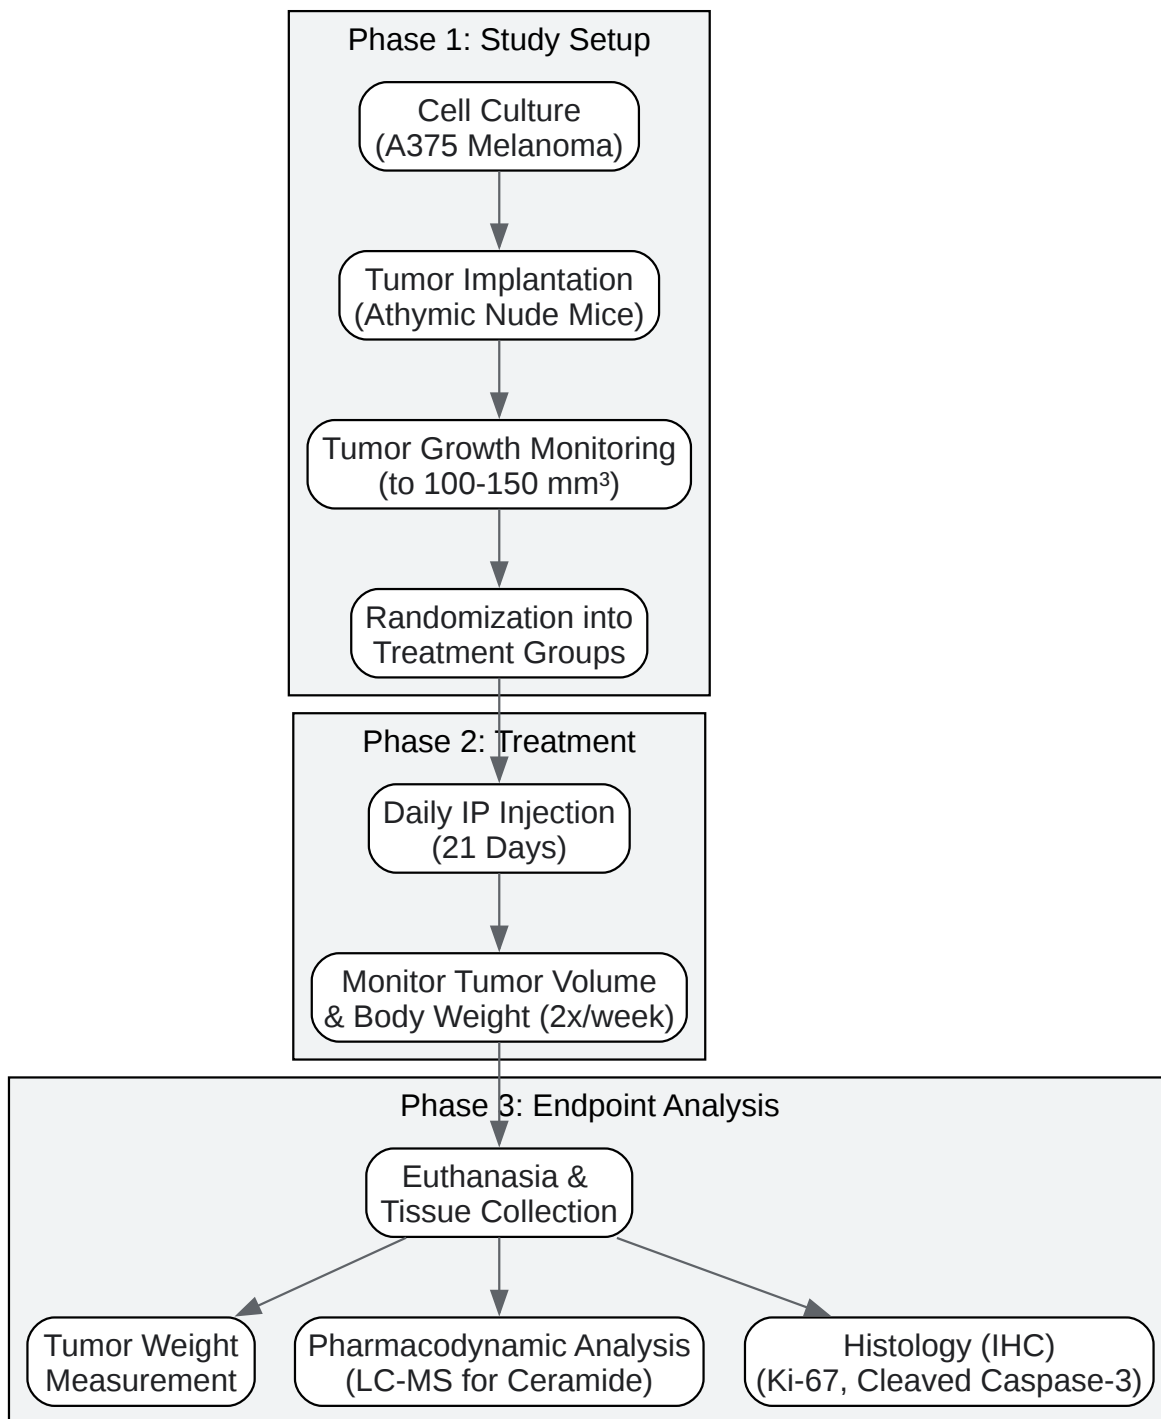 Phase 1: Study Setup
Cell Culture
(A375 Melanoma)
Tumor Implantation
(Athymic Nude Mice)
Tumor Growth Monitoring
(to 100-150 mm³)
Randomization into
Treatment Groups
Phase 2: Treatment
Daily IP Injection
(21 Days)
Monitor Tumor Volume
& Body Weight (2x/week)
Phase 3: Endpoint Analysis
Euthanasia &
Tissue Collection
Tumor Weight
Measurement
Pharmacodynamic Analysis
(LC-MS for Ceramide)
Histology (IHC)
(Ki-67, Cleaved Caspase-3)